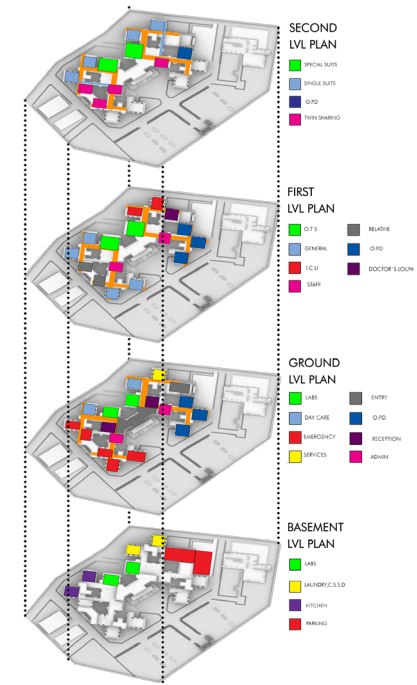 SECOND
LVL PLAN
SPECIAL SUITS
SINGLE SUITS
O.P.D
TWIN SHARING
FIRST
LVL PLAN
O.T.S
RELATIVE
GENERAL
O.P.D
I.C.U
DOCTOR'S LOUN
STAFF
GROUND
LVL PLAN
LABS
ENTRY
DAY CARE
O.P.D
EMERGENCY
RECEPTION
SERVICES
ADMIN
BASEMENT
LVL PLAN
LABS
LAUNDRY,C.S.S.D
KITCHEN
PARKING